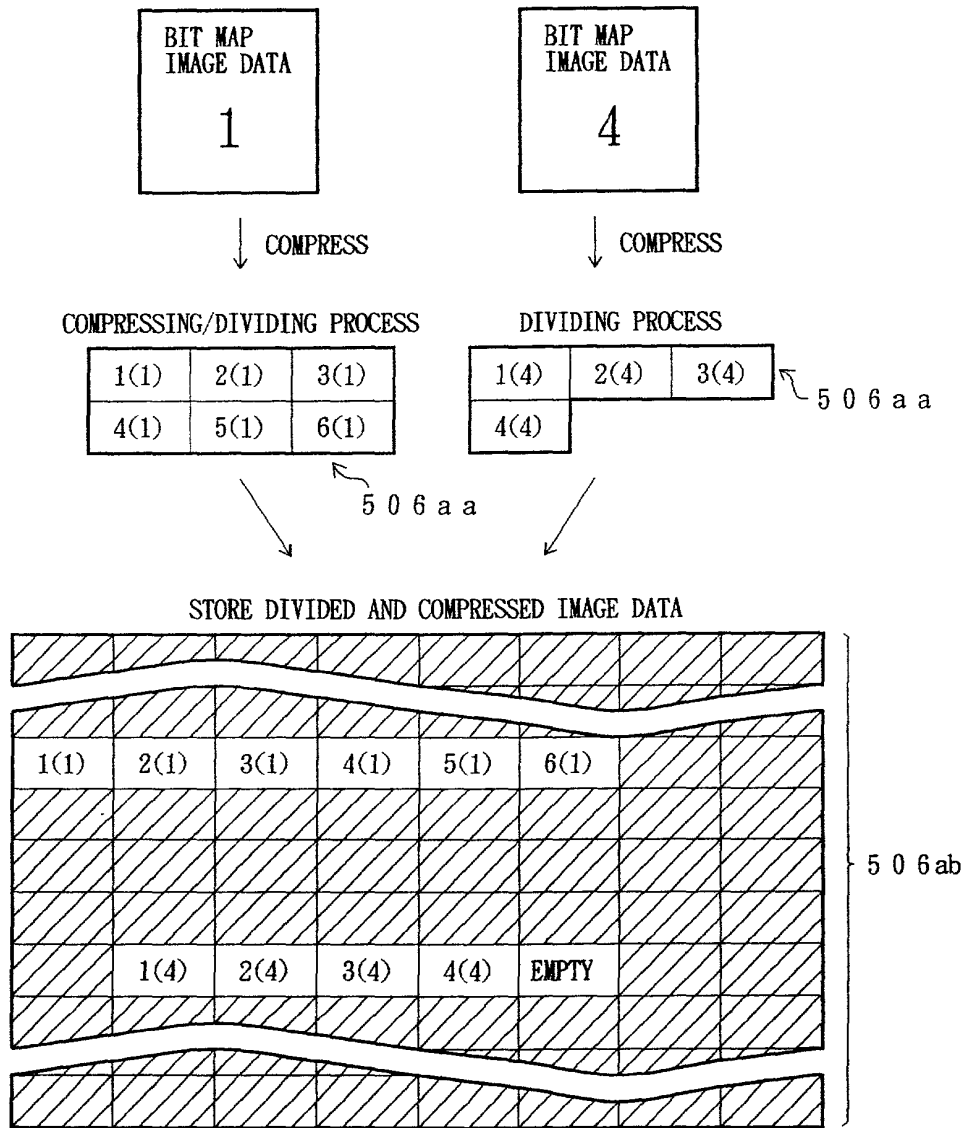 BIT MAP
IMAGE DATA
1
BIT MAP
IMAGE DATA
4
COMPRESS
COMPRESS
COMPRESSING/DIVIDING PROCESS
DIVIDING PROCESS
1(1) 2(1) 3(1)
4(1) 5(1) 6(1)
506aa
1(4) 2(4) 3(4)
4(4)
506aa
STORE DIVIDED AND COMPRESSED IMAGE DATA
1(1) 2(1) 3(1) 4(1) 5(1) 6(1)
506ab
1(4) 2(4) 3(4) 4(4) EMPTY